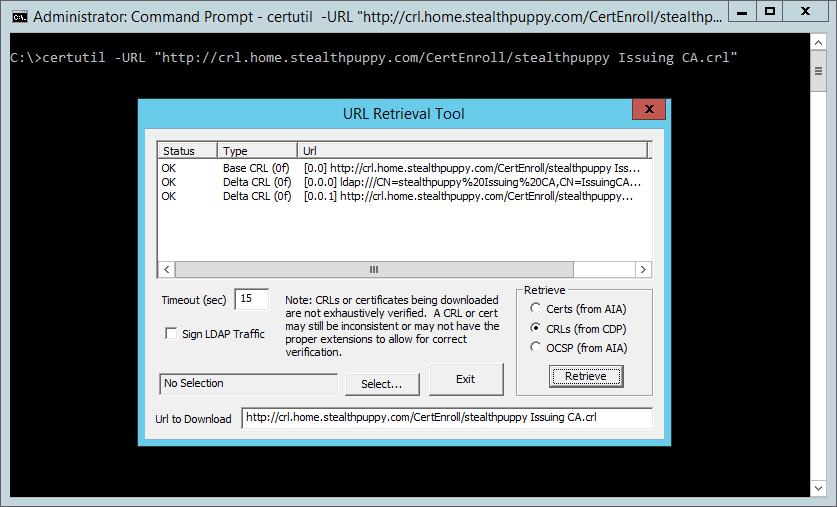 Administrator: Command Prompt - certutil -URL "http://crl.home.stealthpuppy.com/CertEnroll/stealthp...
C:\>certutil -URL "http://crl.home.stealthpuppy.com/CertEnroll/stealthpuppy Issuing CA.crl"
URL Retrieval Tool
Status Type Url
OK Base CRL (0f) [0.0] http://crl.home.stealthpuppy.com/CertEnroll/stealthpuppy Iss...
OK Delta CRL (0f) [0.0.0] ldap:///CN=stealthpuppy%20Issuing%20CA,CN=IssuingCA...
OK Delta CRL (0f) [0.0.1] http://crl.home.stealthpuppy.com/CertEnroll/stealthpuppy...
Timeout (sec) 15
Sign LDAP Traffic
Note: CRLs or certificates being downloaded
are not exhaustively verified. A CRL or cert
may still be inconsistent or may not have the
proper extensions to allow for correct
verification.
Retrieve
Certs (from AIA)
CRLs (from CDP)
OCSP (from AIA)
Retrieve
No Selection
Select...
Exit
Url to Download http://crl.home.stealthpuppy.com/CertEnroll/stealthpuppy Issuing CA.crl